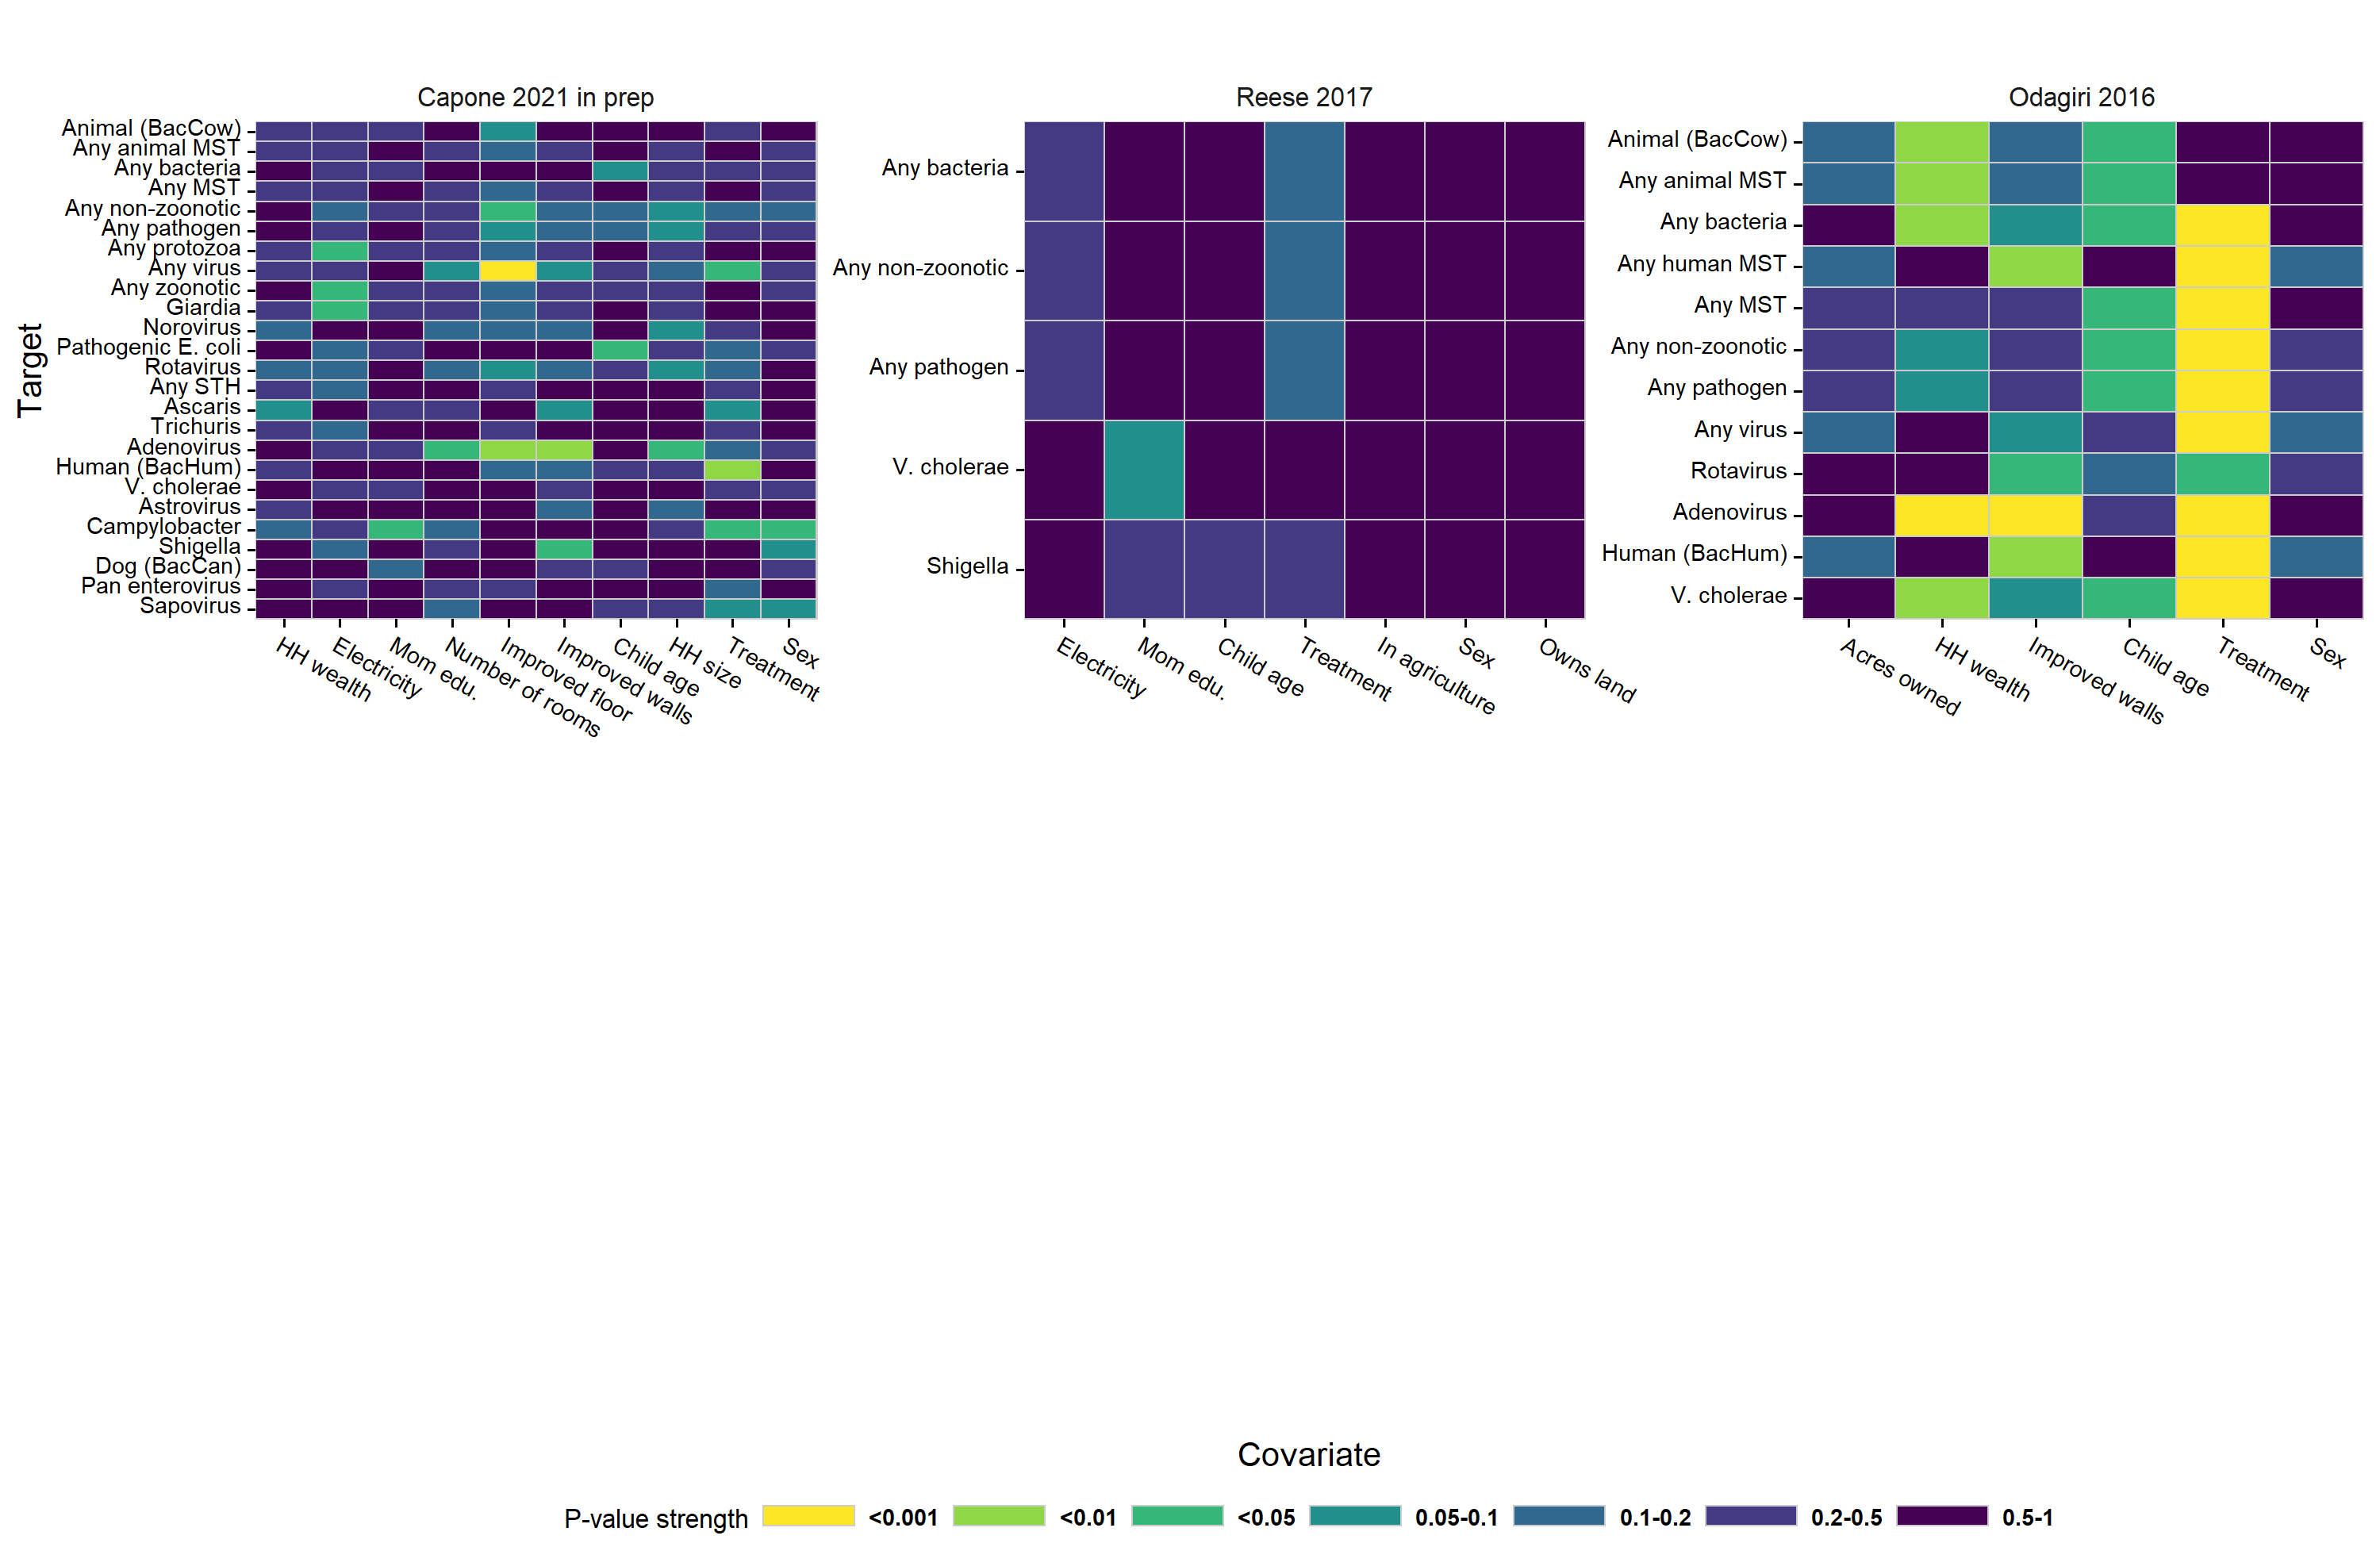 Capone 2021 in prep
Reese 2017
Odagiri 2016
Target
Animal (BacCow)
Any animal MST
Any bacteria
Any MST
Any non-zoonotic
Any pathogen
Any protozoa
Any virus
Any zoonotic
Giardia
Norovirus
Pathogenic E. coli
Rotavirus
Any STH
Ascaris
Trichuris
Adenovirus
Human (BacHum)
V. cholerae
Astrovirus
Campylobacter
Shigella
Dog (BacCan)
Pan enterovirus
Sapovirus
HH wealth
Electricity
Mom edu.
Number of rooms
Improved floor
Improved walls
Child age
HH size
Treatment
Sex
Any bacteria
Any non-zoonotic
Any pathogen
V. cholerae
Shigella
Electricity
Mom edu.
Child age
Treatment
In agriculture
Sex
Owns land
Animal (BacCow)
Any animal MST
Any bacteria
Any human MST
Any MST
Any non-zoonotic
Any pathogen
Any virus
Rotavirus
Adenovirus
Human (BacHum)
V. cholerae
Acres owned
HH wealth
Improved walls
Child age
Treatment
Sex
Covariate
P-value strength <0.001 <0.01 <0.05 0.05-0.1 0.1-0.2 0.2-0.5 0.5-1